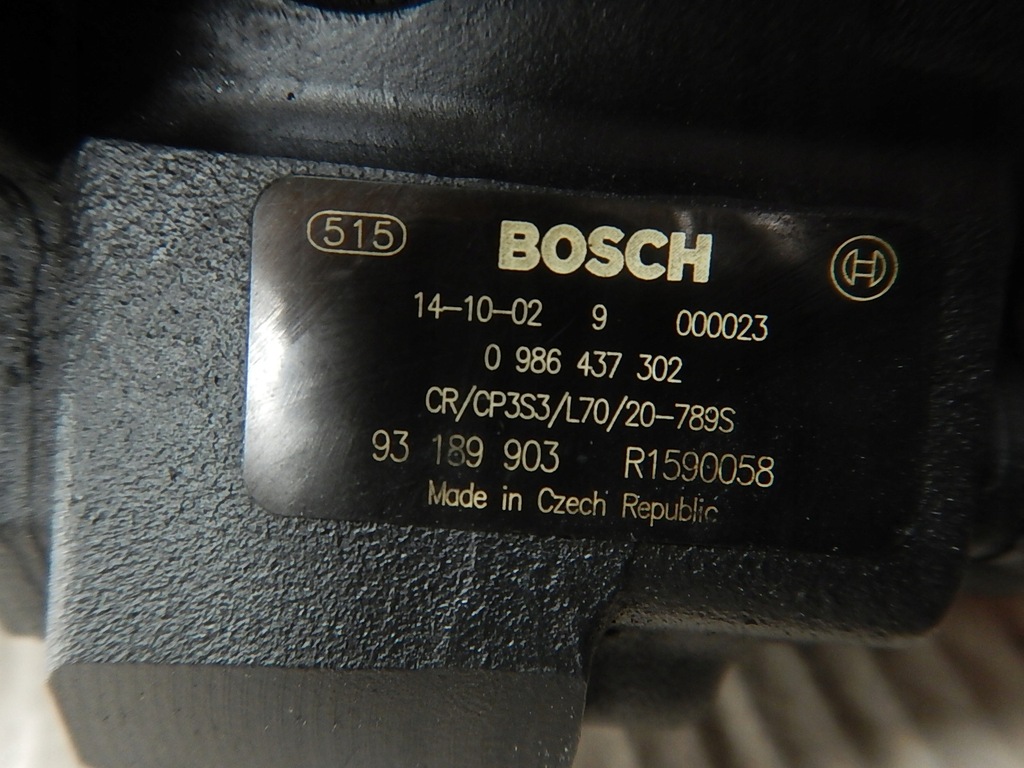 515 BOSCH
14-10-02 9 000023
0 986 437 302
CR/CP3S3/L70/20-789S
93 189 903 R1590058
Made in Czech Republic